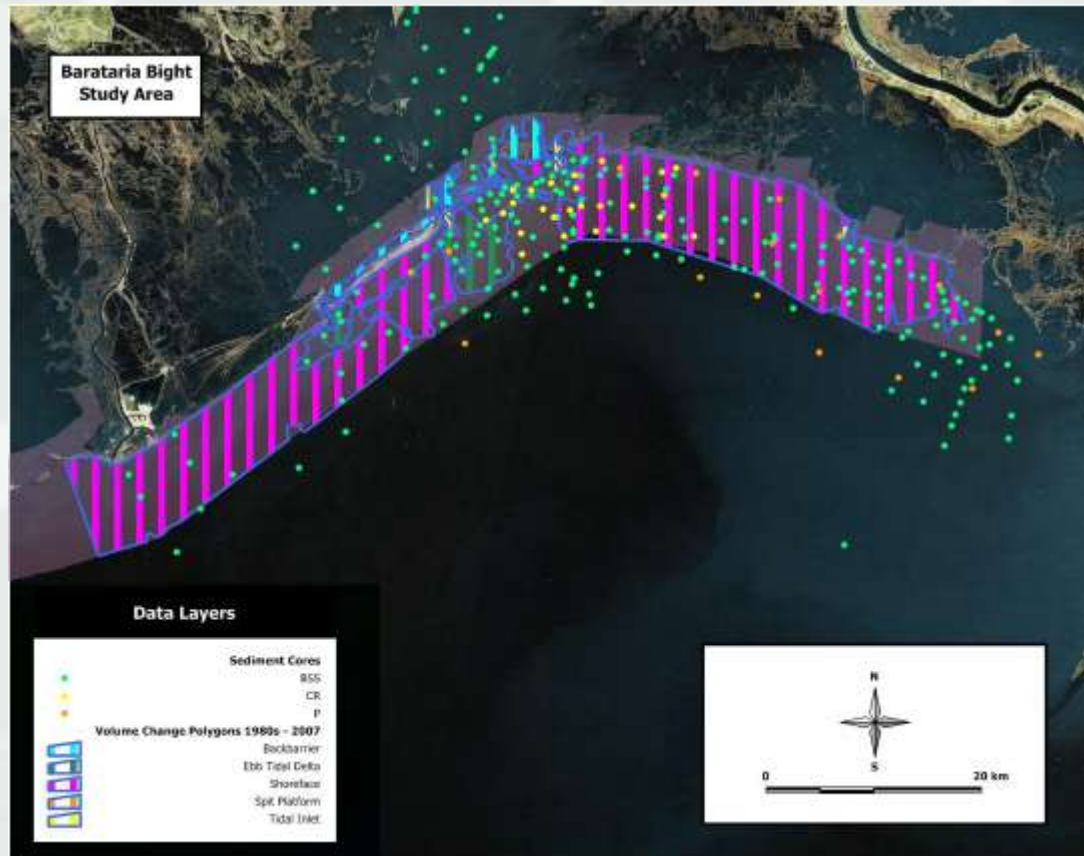 Barataria Bight
Study Area
Data Layers
Sediment Cores
BSS
CR
P
Volume Change Polygons 1980s - 2007
Backbarrier
Ebb Tidal Delta
Shoreface
Spit Platform
Tidal Inlet
N
S
0 20 km